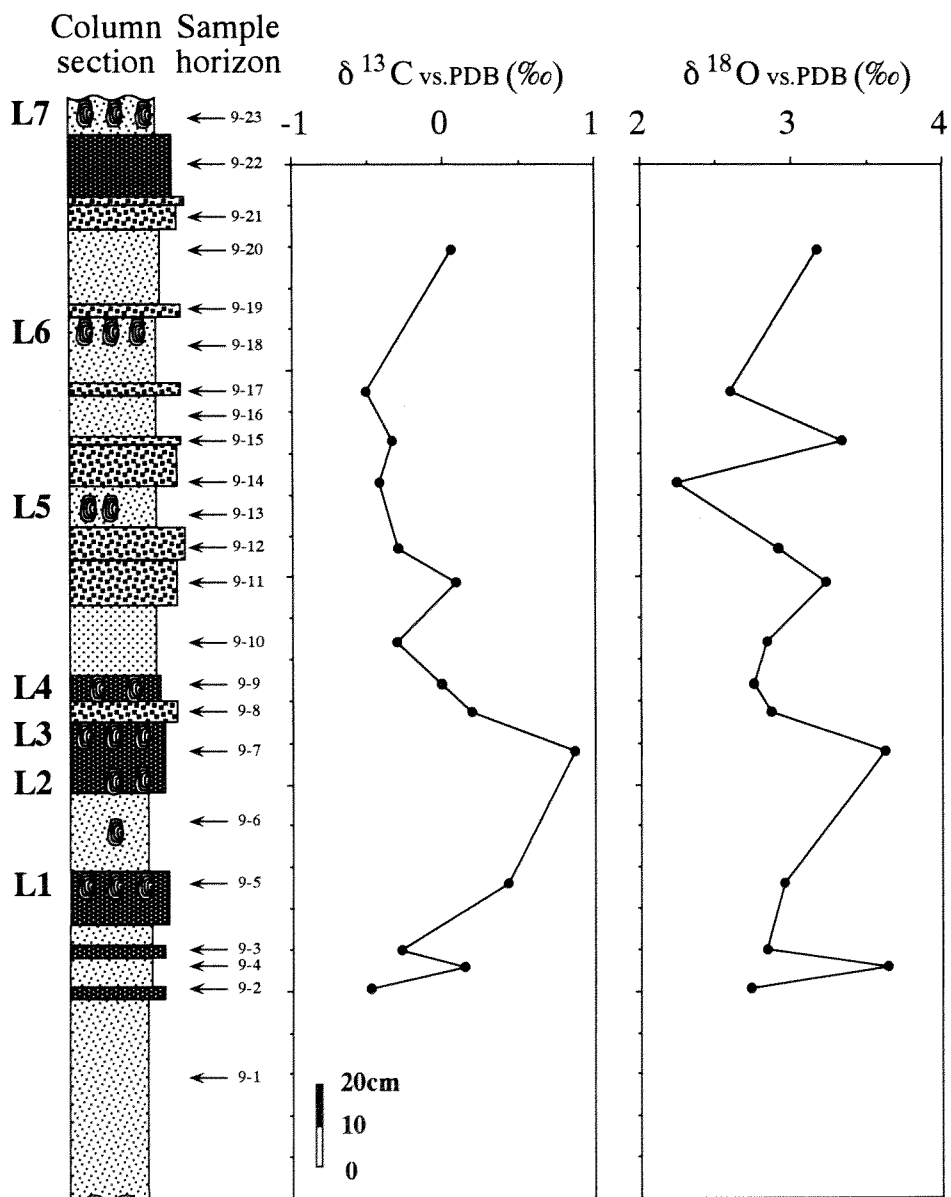 Column section
Sample horizon
δ 13C vs.PDB (‰)
δ 18O vs.PDB (‰)
-1 0 1
2 3 4
L7
9-23
9-22
9-21
9-20
9-19
L6
9-18
9-17
9-16
9-15
9-14
L5
9-13
9-12
9-11
9-10
L4
9-9
9-8
L3
9-7
L2
9-6
L1
9-5
9-3
9-4
9-2
9-1
20cm
10
0